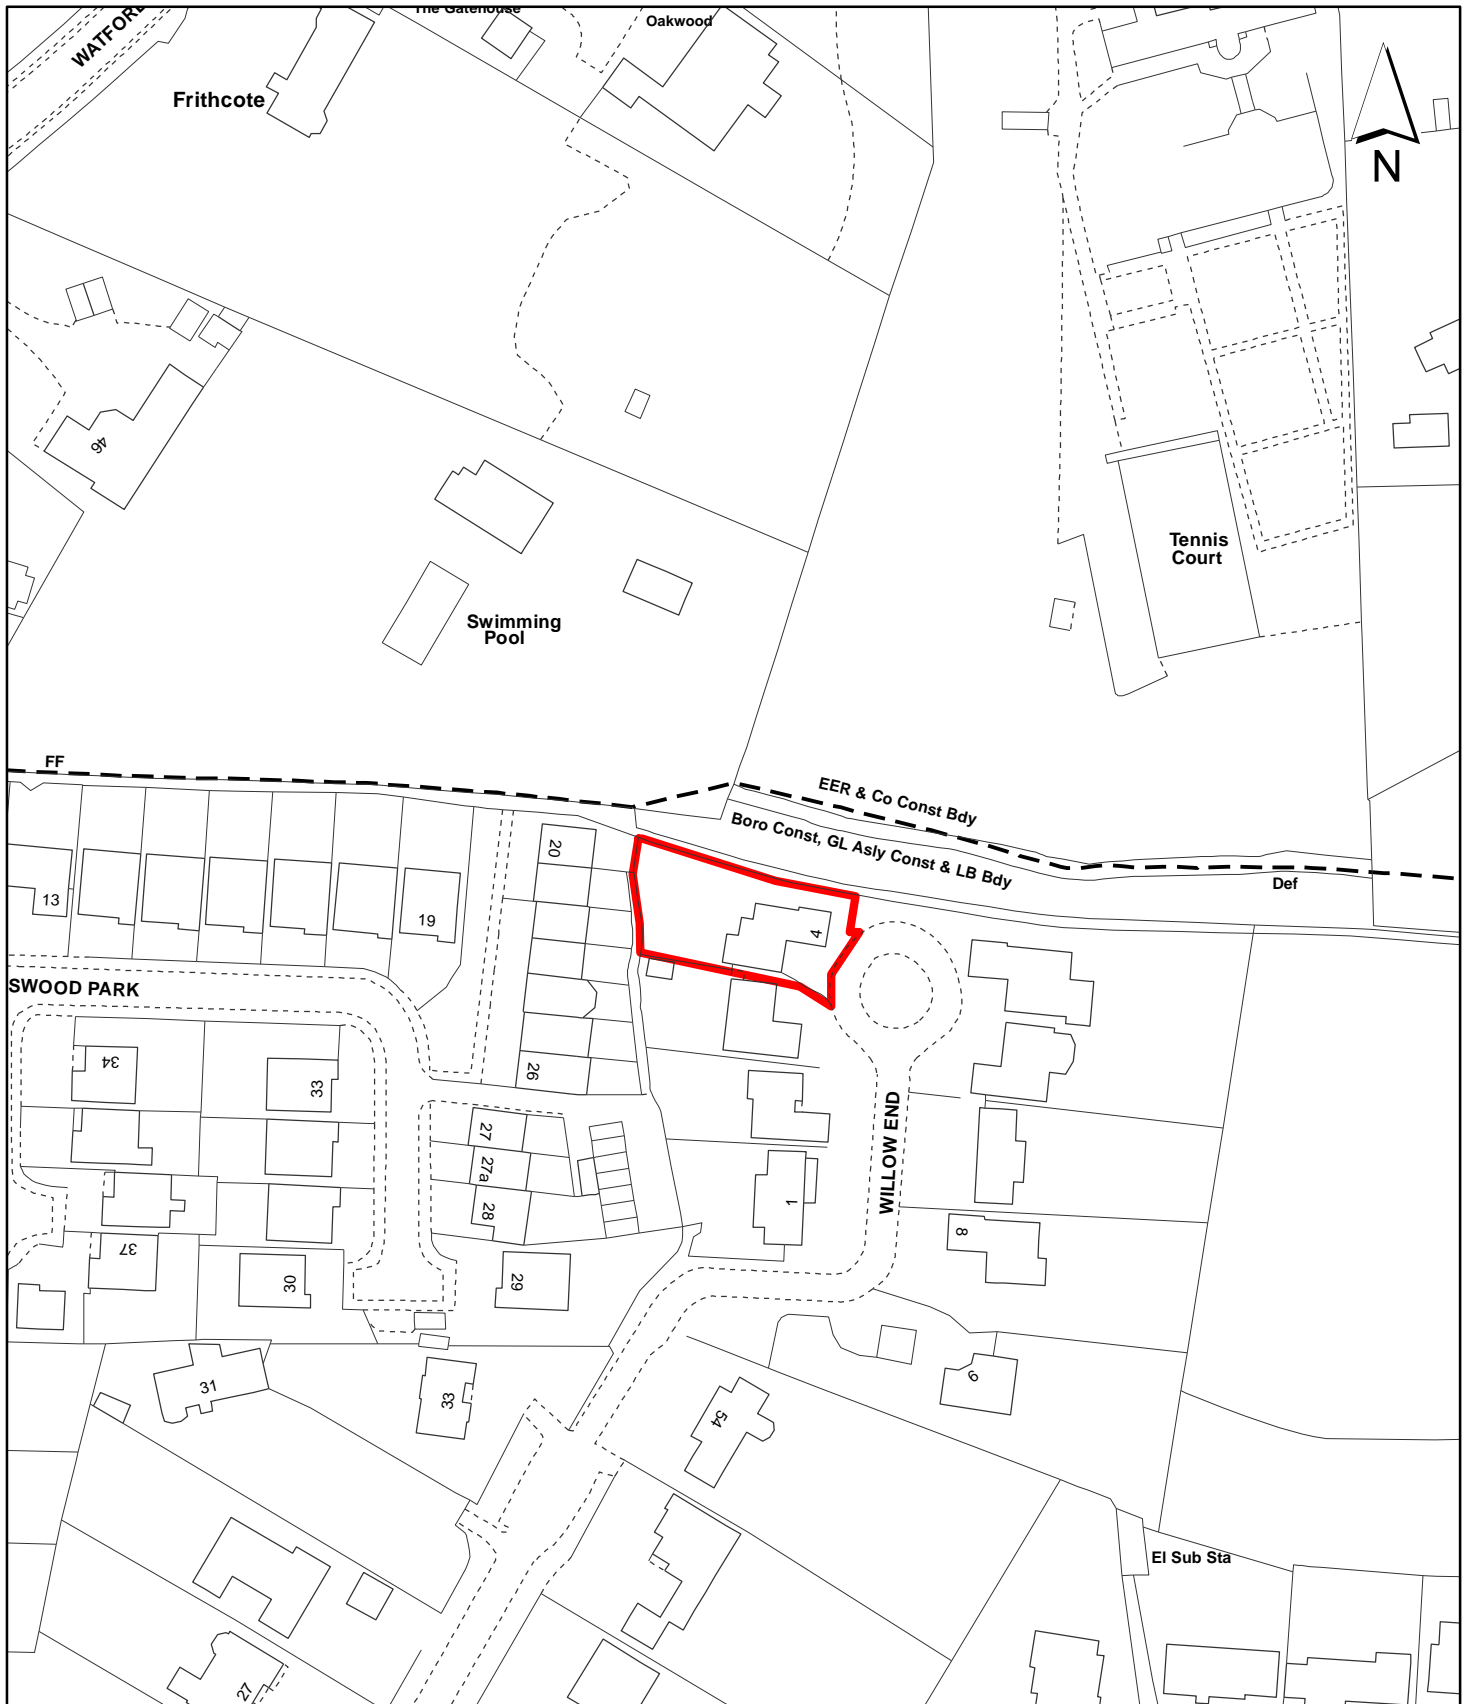 The Gatehouse
Oakwood
WATFOR
Frithcote
N
46
Tennis
Court
Swimming
Pool
FF
EER & Co Const Bdy
Boro Const, GL Asly Const & LB Bdy
Def
20
13
19
4
SWOOD PARK
34
33
26
27
27a
28
WILLOW END
1
8
37
30
29
31
33
54
9
El Sub Sta
27